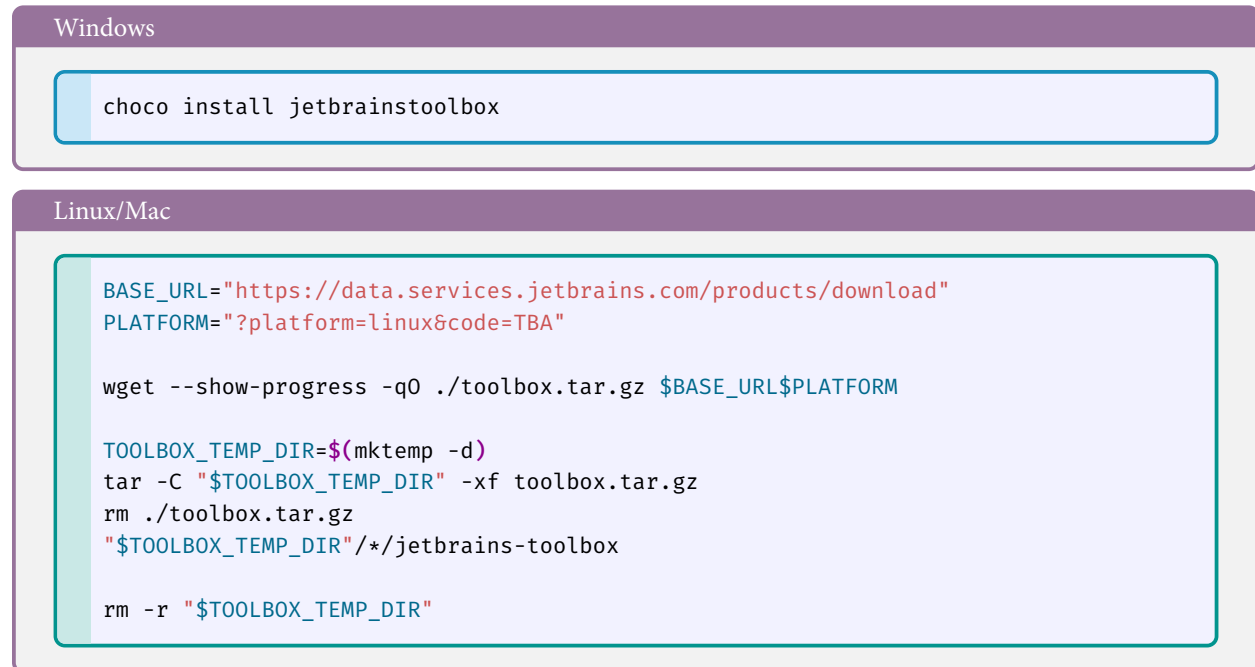 Windows
choco install jetbrainstoolbox
Linux/Mac
BASE_URL="https://data.services.jetbrains.com/products/download"
PLATFORM="?platform=linux&code=TBA"
wget --show-progress -qO ./toolbox.tar.gz $BASE_URL$PLATFORM
TOOLBOX_TEMP_DIR=$(mktemp -d)
tar -C "$TOOLBOX_TEMP_DIR" -xf toolbox.tar.gz
rm ./toolbox.tar.gz
"$TOOLBOX_TEMP_DIR"/*/jetbrains-toolbox
rm -r "$TOOLBOX_TEMP_DIR"